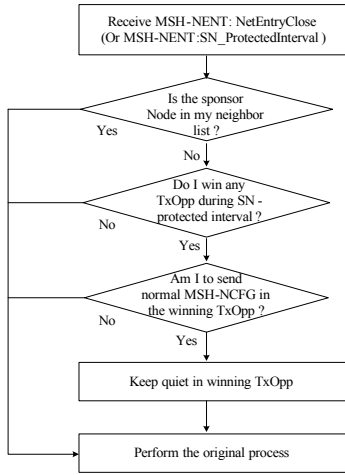 Receive MSH-NENT: NetEntryClose
(Or MSH-NENT:SN_ProtectedInterval )
Is the sponsor
Node in my neighbor
list ?
Yes
No
Do I win any
TxOpp during SN -
protected interval ?
No
Yes
Am I to send
normal MSH-NCFG in
the winning TxOpp ?
No
Yes
Keep quiet in winning TxOpp
Perform the original process